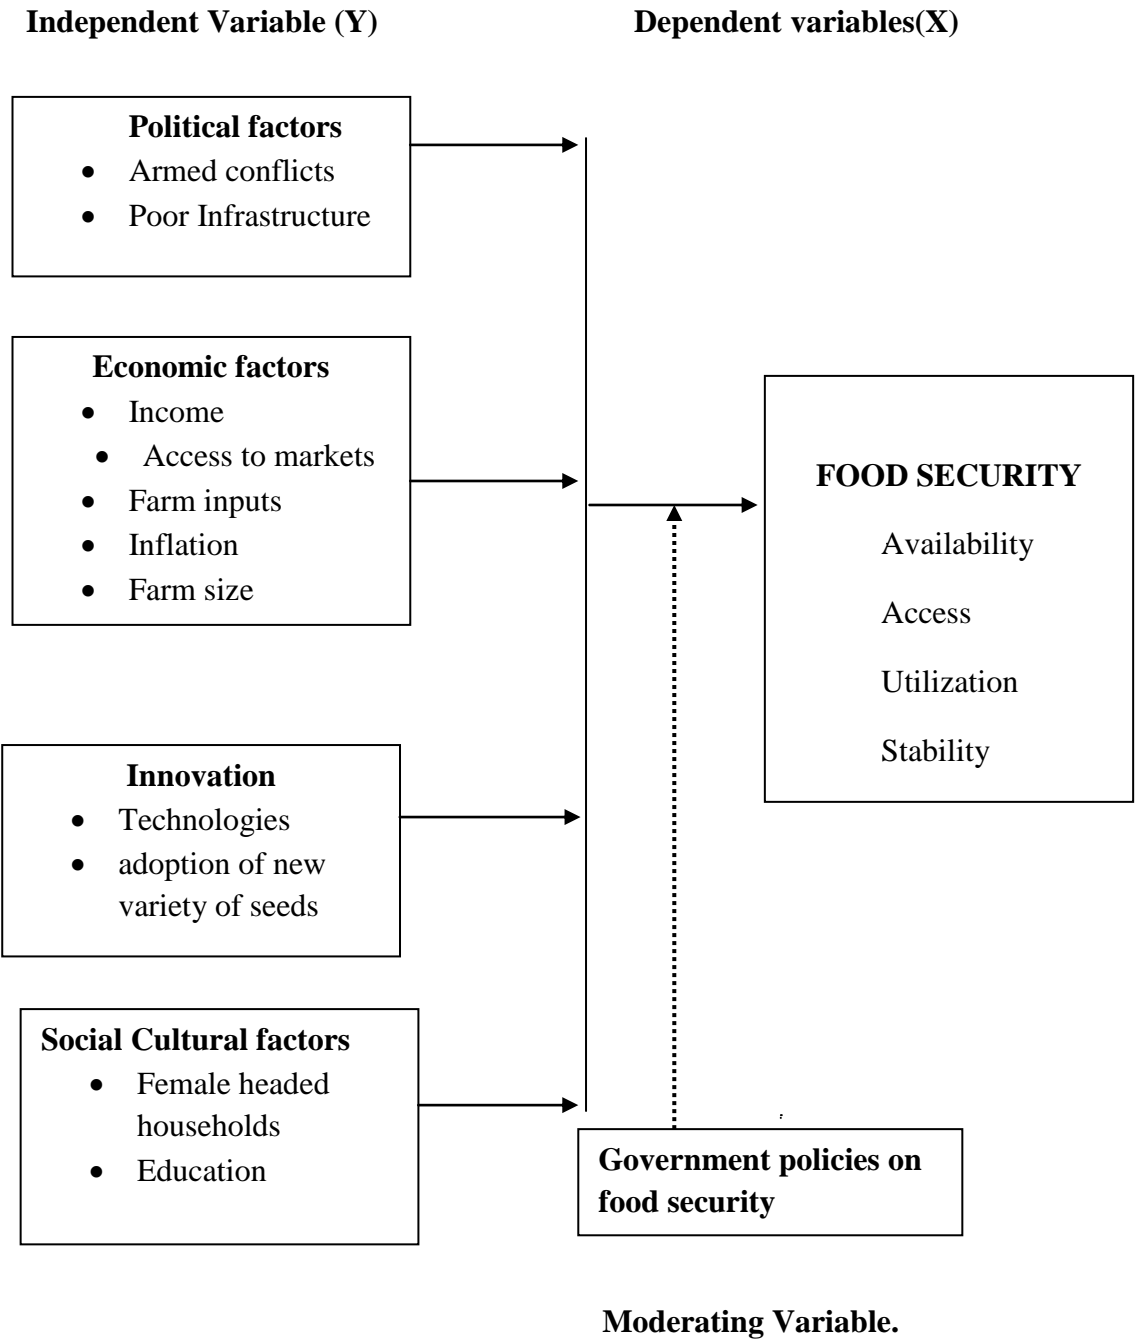 Independent Variable (Y)
Dependent variables(X)
Political factors
• Armed conflicts
• Poor Infrastructure
Economic factors
• Income
• Access to markets
• Farm inputs
• Inflation
• Farm size
Innovation
• Technologies
• adoption of new
variety of seeds
Social Cultural factors
• Female headed
households
• Education
FOOD SECURITY
Availability
Access
Utilization
Stability
Government policies on
food security
Moderating Variable.